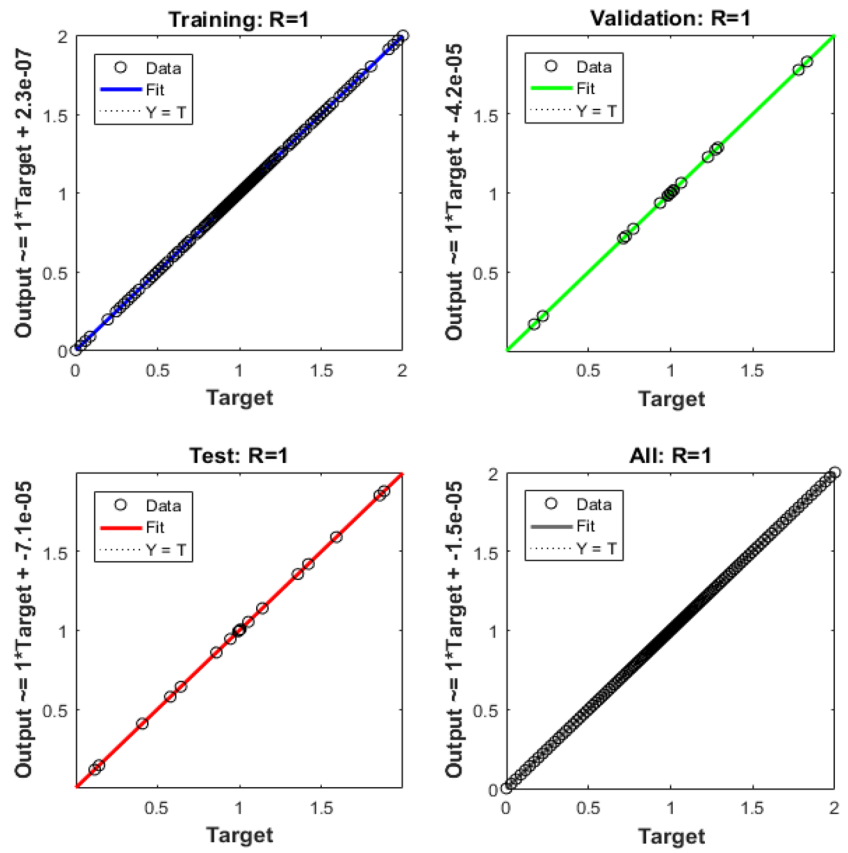 Training: R=1
Output ~= 1*Target + 2.3e-07
2
1.5
1
0.5
0
Data
Fit
Y = T
0
0.5
1
1.5
2
Target
Validation: R=1
Output ~= 1*Target + -4.2e-05
1.5
1
0.5
Data
Fit
Y = T
0.5
1
1.5
Target
Test: R=1
Output ~= 1*Target + -7.1e-05
1.5
1
0.5
Data
Fit
Y = T
0.5
1
1.5
Target
All: R=1
Output ~= 1*Target + -1.5e-05
2
1.5
1
0.5
0
Data
Fit
Y = T
0
0.5
1
1.5
2
Target